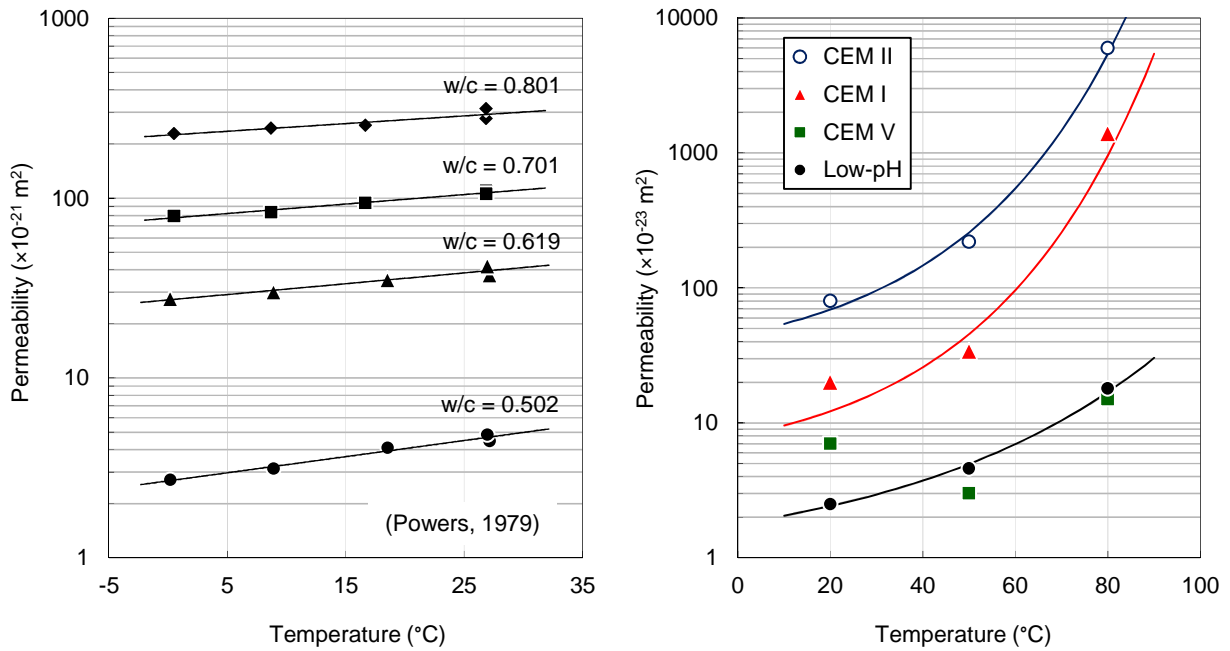 1000
100
10
1
-5
5
15
25
35
Permeability (×10⁻²¹ m²)
Temperature (°C)
w/c = 0.801
w/c = 0.701
w/c = 0.619
w/c = 0.502
(Powers, 1979)
10000
1000
100
10
1
0
20
40
60
80
100
Permeability (×10⁻²³ m²)
Temperature (°C)
CEM II
CEM I
CEM V
Low-pH